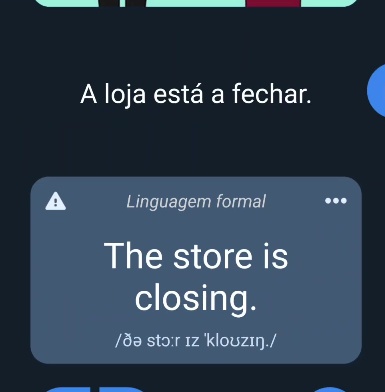 A loja está a fechar.
Linguagem formal
The store is
closing.
/ðə stɔːr ɪz ˈkloʊzɪŋ./